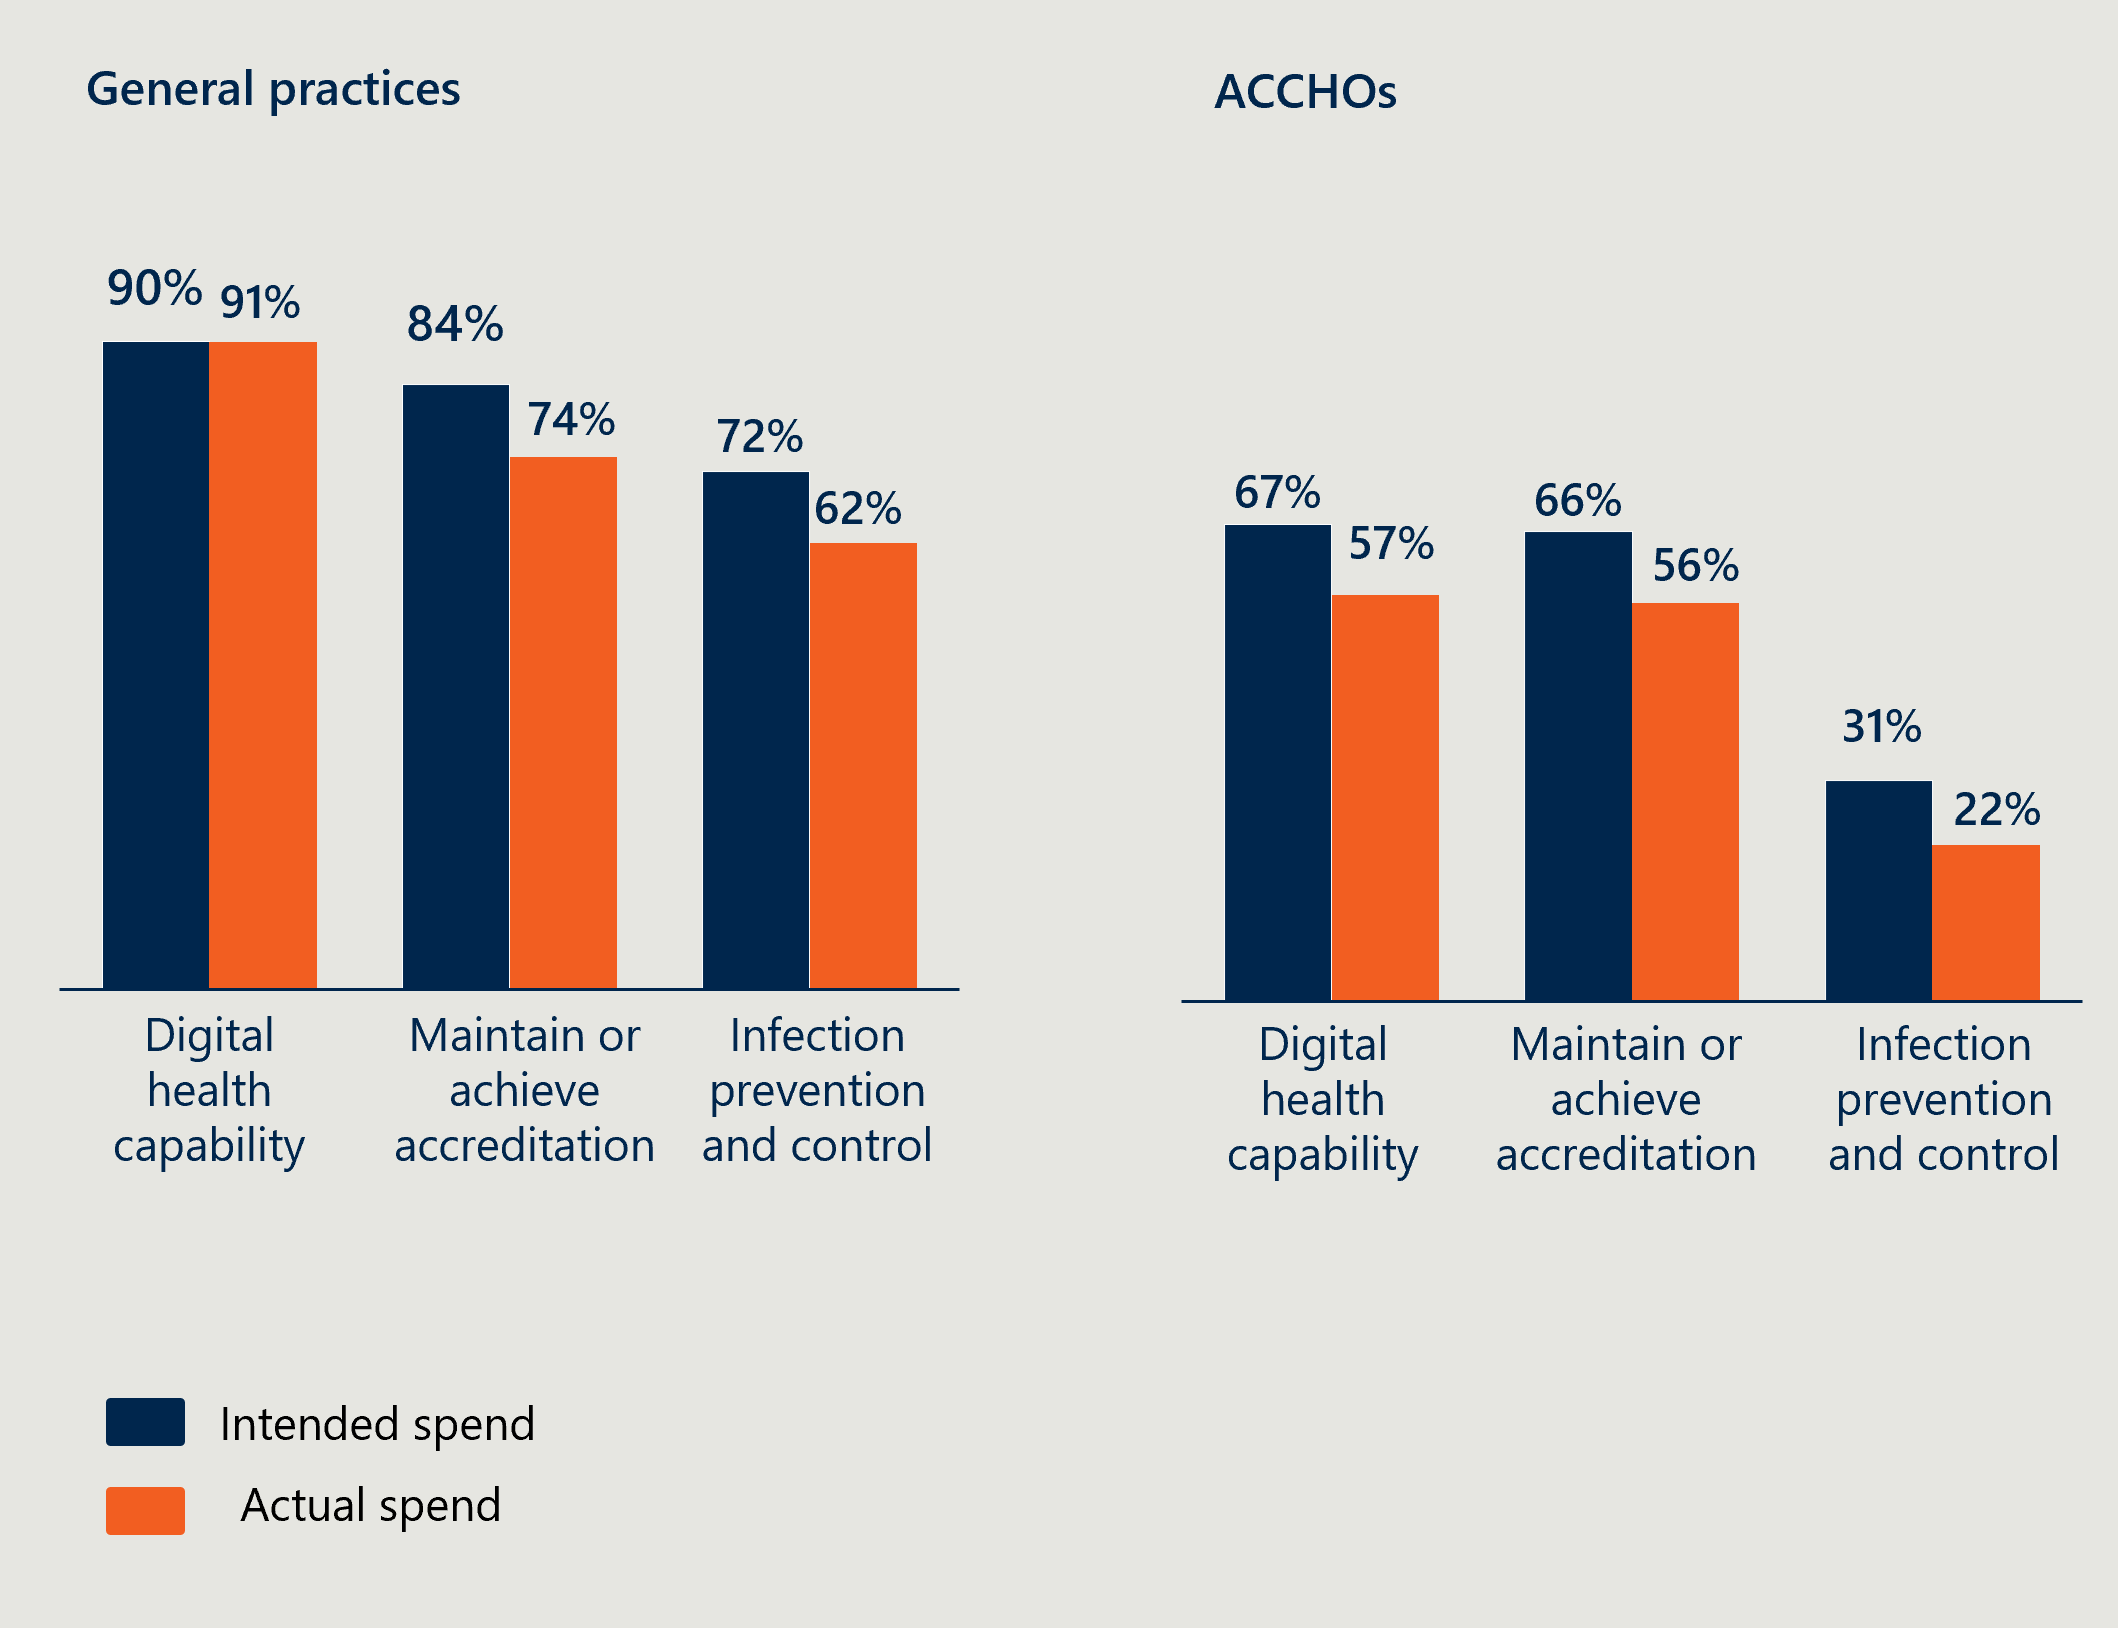 General practices
90%
91%
84%
74%
72%
62%
Digital
health
capability
Maintain or
achieve
accreditation
Infection
prevention
and control
ACCHOs
67%
57%
66%
56%
31%
22%
Digital
health
capability
Maintain or
achieve
accreditation
Infection
prevention
and control
Intended spend
Actual spend